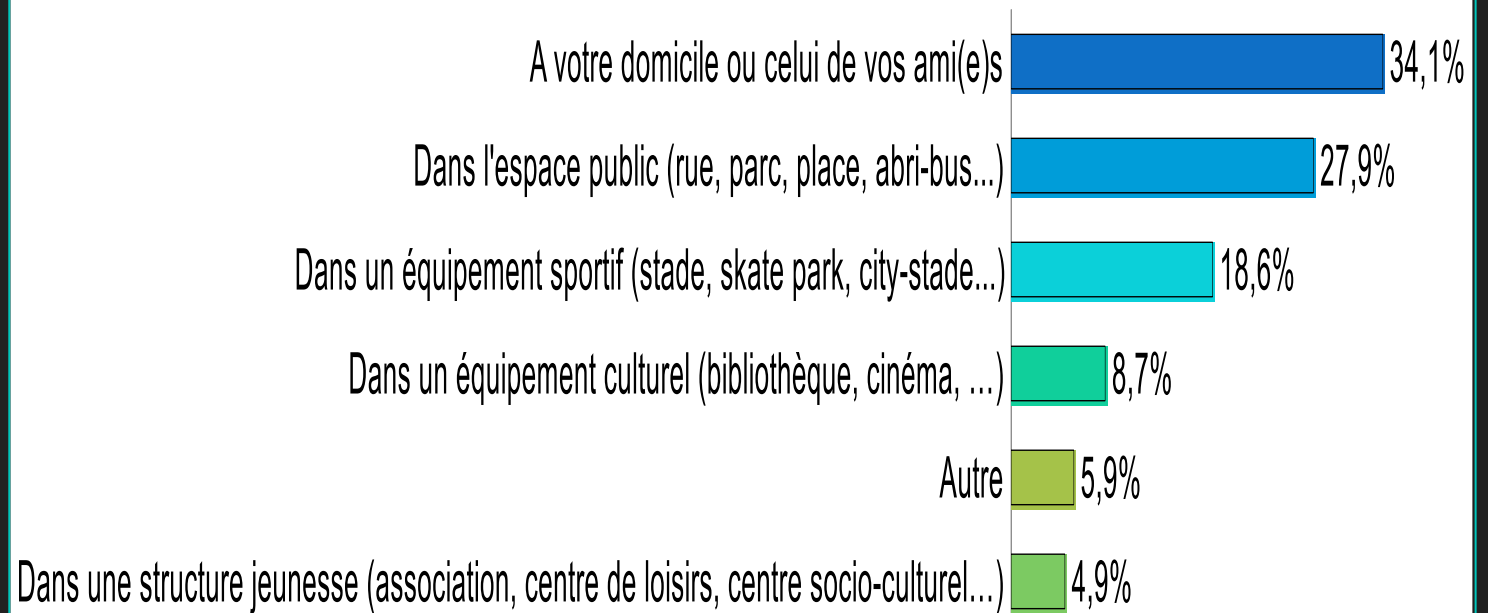 A votre domicile ou celui de vos ami(e)s 34,1%
Dans l'espace public (rue, parc, place, abri-bus...) 27,9%
Dans un équipement sportif (stade, skate park, city-stade...) 18,6%
Dans un équipement culturel (bibliothèque, cinéma, ...) 8,7%
Autre 5,9%
Dans une structure jeunesse (association, centre de loisirs, centre socio-culturel...) 4,9%